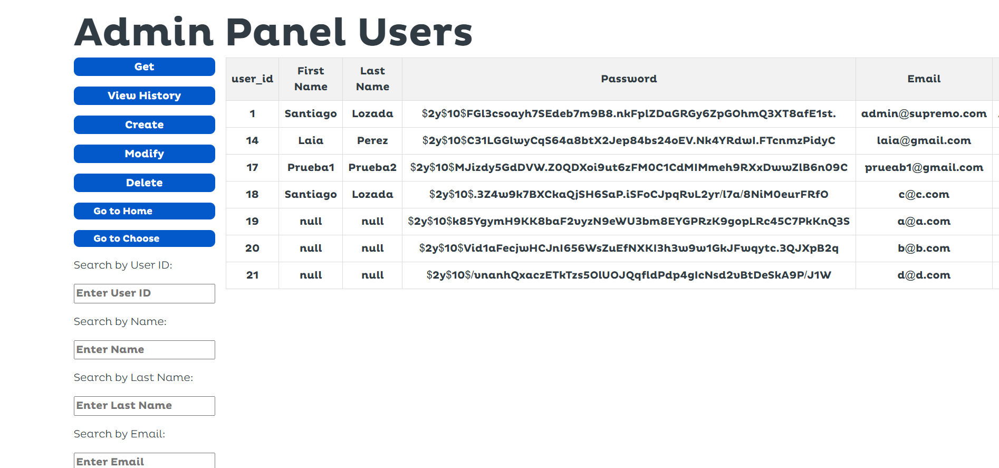 Admin Panel Users
Get
View History
Create
Modify
Delete
Go to Home
Go to Choose
Search by User ID:
Enter User ID
Search by Name:
Enter Name
Search by Last Name:
Enter Last Name
Search by Email:
Enter Email
user_id First Name Last Name Password Email
1 Santiago Lozada $2y$10$FGl3csoayh7SEdeb7m9B8.nkFplZDaGRGy6ZpGOhmQ3XT8afE1st. admin@supremo.com
14 Laia Perez $2y$10$C31LGGlwyCqS64a8btX2Jep84bs24oEV.Nk4YRdwI.FTcnmzPidyC laia@gmail.com
17 Prueba1 Prueba2 $2y$10$MJizdy5GdDVW.Z0QDXoi9ut6zFM0C1CdMIMmeh9RXxDwwZlB6n09C prueab1@gmail.com
18 Santiago Lozada $2y$10$.3Z4w9k7BXCkaQjSH6SaP.iSFoCJpqRvL2yr/l7a/8NiM0eurFRfO c@c.com
19 null null $2y$10$k85YgymH9KK8baF2vyzN9eWU3bm8EYGPRzK9gopLRc45C7PkKnQ3S a@a.com
20 null null $2y$10$Vid1aFecjwHCJnI656WsZuEfNXKI3h3w9w1GkJFwqytc.3QJXpB2q b@b.com
21 null null $2y$10$/vnanhQxaczETkTzs5OlUOJQqfldPdp4gIcNsd2vBtDeSkA9P/J1W d@d.com